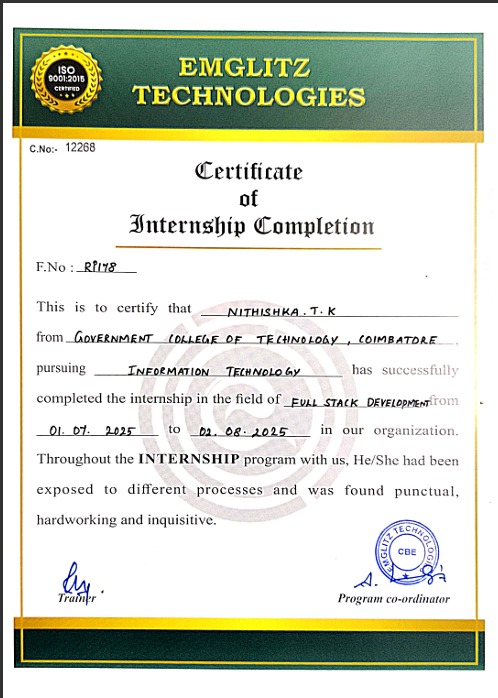 ISO
9001:2015
CERTIFIED
EMGLITZ
TECHNOLOGIES
C.No:- 12268
Certificate
of
Internship Completion
F.No : RP178
This is to certify that NITHISHKA . T . K
from GOVERNMENT COLLEGE OF TECHNOLOGY , COIMBATORE
pursuing INFORMATION TECHNOLOGY has successfully
completed the internship in the field of FULL STACK DEVELOPMENT from
01. 07. 2025 to 02. 08. 2025 in our organization.
Throughout the INTERNSHIP program with us, He/She had been
exposed to different processes and was found punctual,
hardworking and inquisitive.
EMGLITZ TECHNOLOGIES
CBE
Trainer
Program co-ordinator